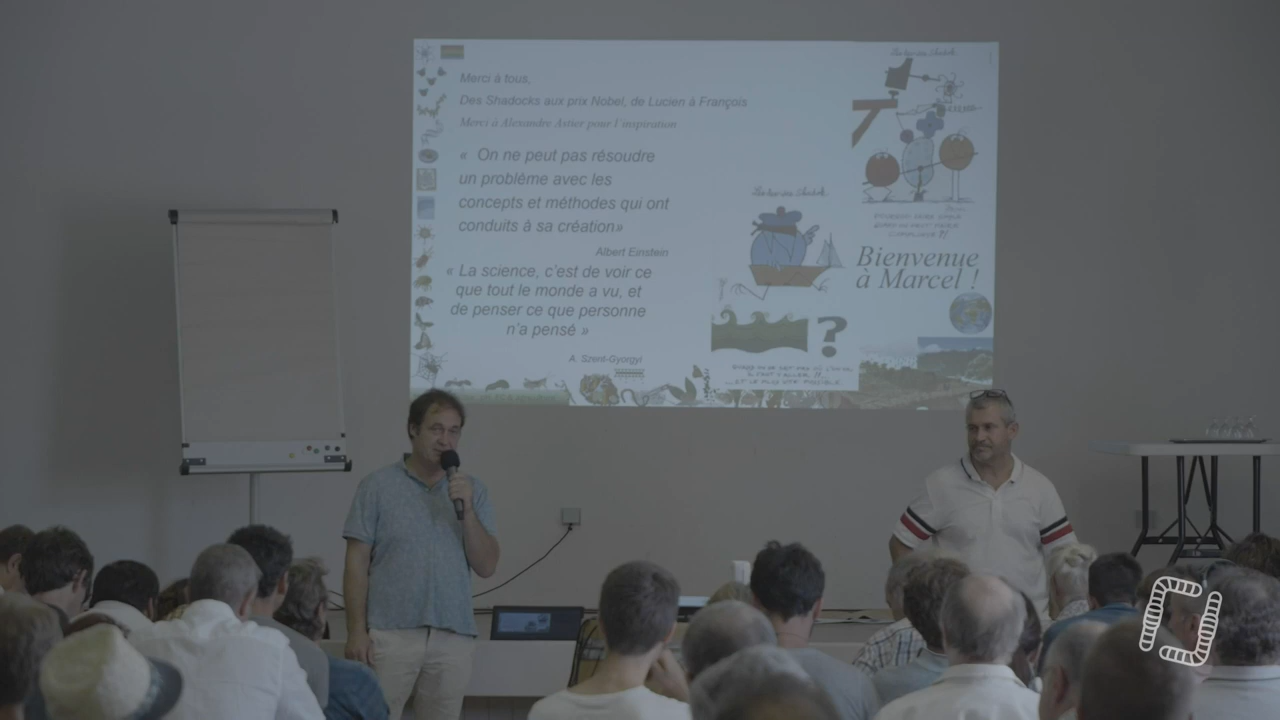 Merci à tous,
Des Shadocks aux prix Nobel, de Lucien à François
Merci à Alexandre Astier pour l'inspiration
« On ne peut pas résoudre
un problème avec les
concepts et méthodes qui ont
conduits à sa création»
Albert Einstein
« La science, c'est de voir ce
que tout le monde a vu, et
de penser ce que personne
n'a pensé »
A. Szent-Gyorgyi
?
Bienvenue
à Marcel !